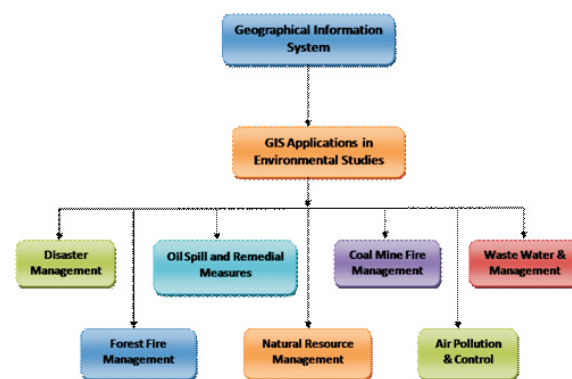 Geographical Information
System
GIS Applications in
Environmental Studies
Disaster
Management
Oil Spill and Remedial
Measures
Coal Mine Fire
Management
Waste Water &
Management
Forest Fire
Management
Natural Resource
Management
Air Pollution
& Control